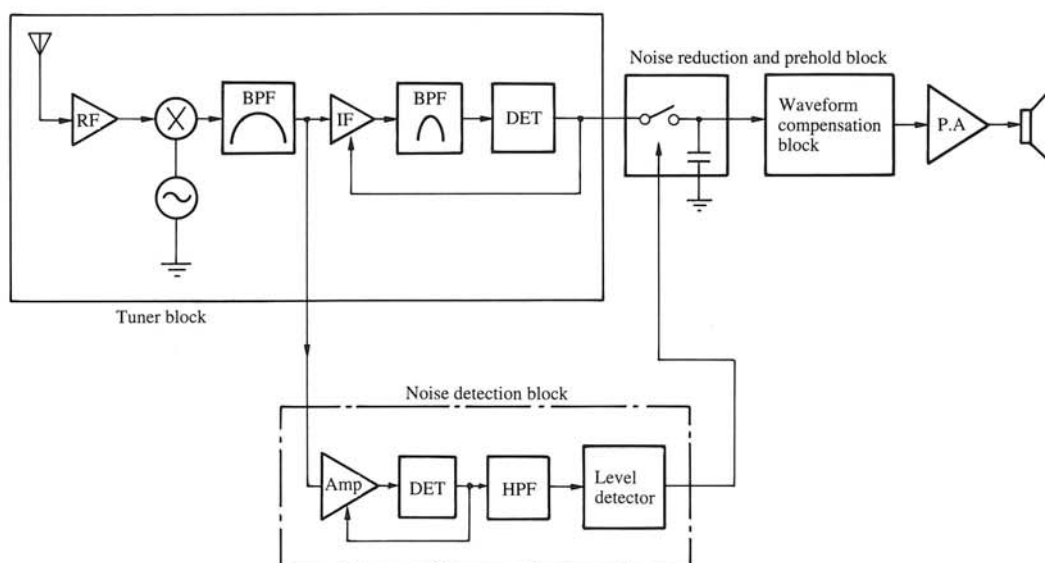 Noise reduction and prehold block
RF
BPF
IF
BPF
DET
Waveform
compensation
block
P.A
Tuner block
Noise detection block
Amp
DET
HPF
Level
detector